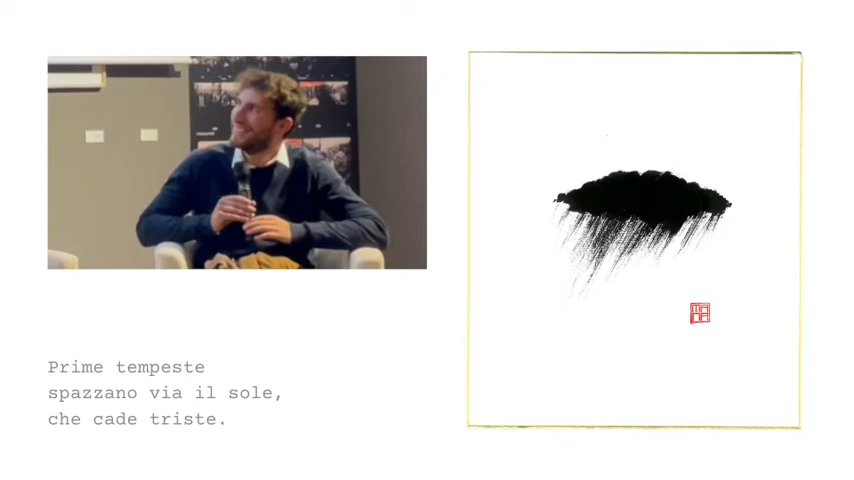 Prime tempeste
spazzano via il sole,
che cade triste.